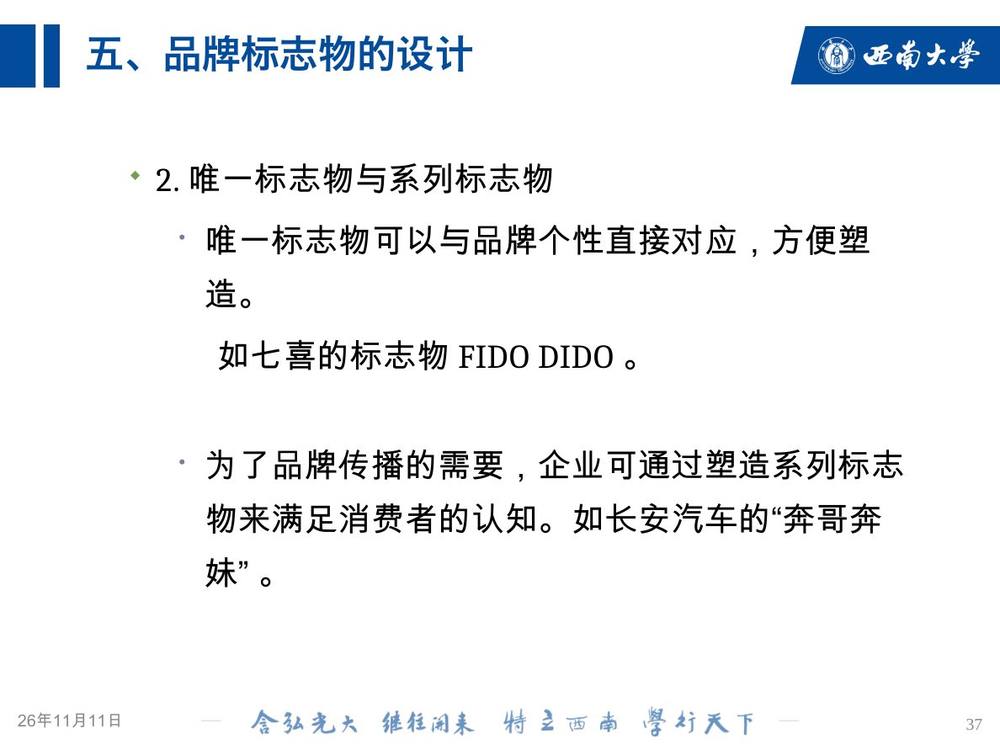 五、品牌标志物的设计
西南大学
2. 唯一标志物与系列标志物
唯一标志物可以与品牌个性直接对应，方便塑
造。
如七喜的标志物 FIDO DIDO 。
为了品牌传播的需要，企业可通过塑造系列标志
物来满足消费者的认知。如长安汽车的“奔哥奔
妹” 。
26年11月11日
含弘光大 继往开来 特立西南 學行天下
37